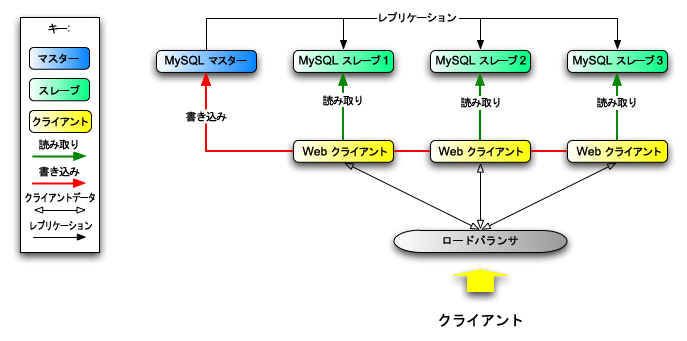 キー:
マスター
スレーブ
クライアント
読み取り
書き込み
クライアントデータ
レプリケーション
レプリケーション
MySQL マスター
MySQL スレーブ 1
MySQL スレーブ 2
MySQL スレーブ 3
読み取り
読み取り
読み取り
書き込み
Web クライアント
Web クライアント
Web クライアント
ロードバランサ
クライアント